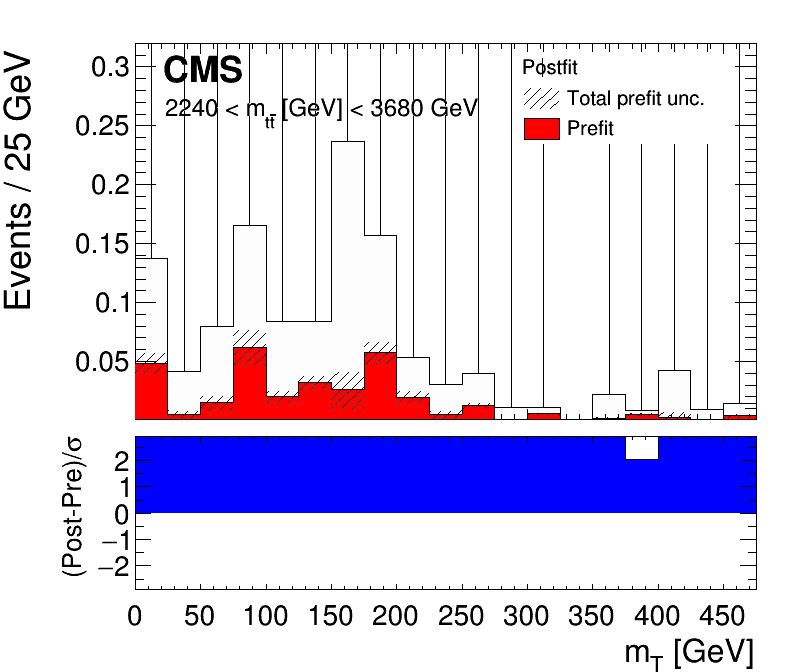 CMS
2240 < m_tt̄ [GeV] < 3680 GeV
Postfit
Total prefit unc.
Prefit
Events / 25 GeV
0.3
0.25
0.2
0.15
0.1
0.05
(Post-Pre)/σ
2
1
0
−1
−2
0 50 100 150 200 250 300 350 400 450
m_T [GeV]